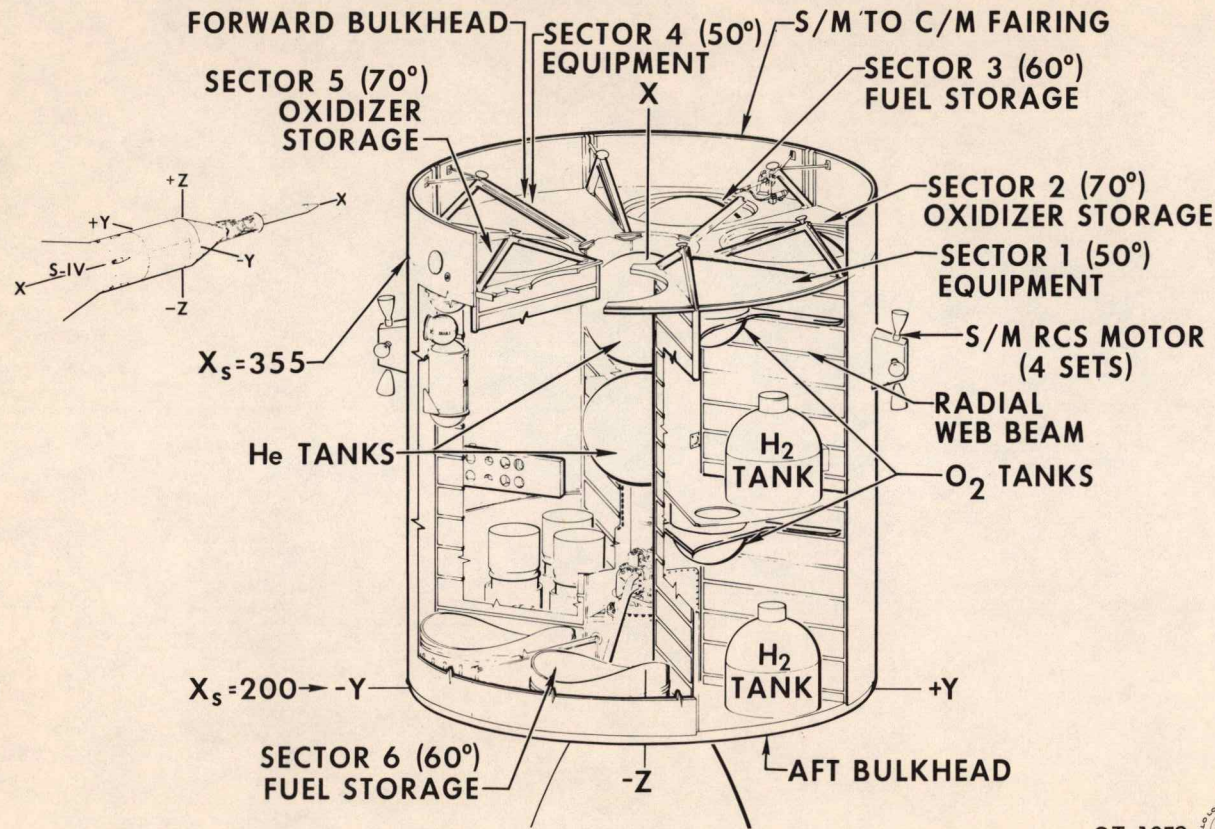 FORWARD BULKHEAD
SECTOR 4 (50°)
EQUIPMENT
X
S/M TO C/M FAIRING
SECTOR 5 (70°)
OXIDIZER
STORAGE
SECTOR 3 (60°)
FUEL STORAGE
SECTOR 2 (70°)
OXIDIZER STORAGE
SECTOR 1 (50°)
EQUIPMENT
+Z
+Y
X
S-IV
-Y
X
-Z
Xs=355
S/M RCS MOTOR
(4 SETS)
RADIAL
WEB BEAM
He TANKS
H2
TANK
O2 TANKS
H2
TANK
Xs=200
-Y
+Y
SECTOR 6 (60°)
FUEL STORAGE
-Z
AFT BULKHEAD